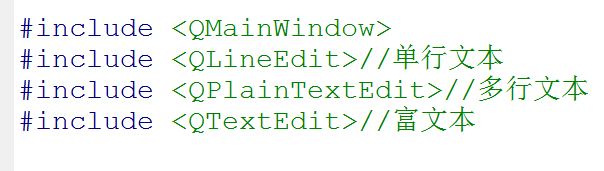 #include <QMainWindow>
#include <QLineEdit>//单行文本
#include <QPlainTextEdit>//多行文本
#include <QTextEdit>//富文本